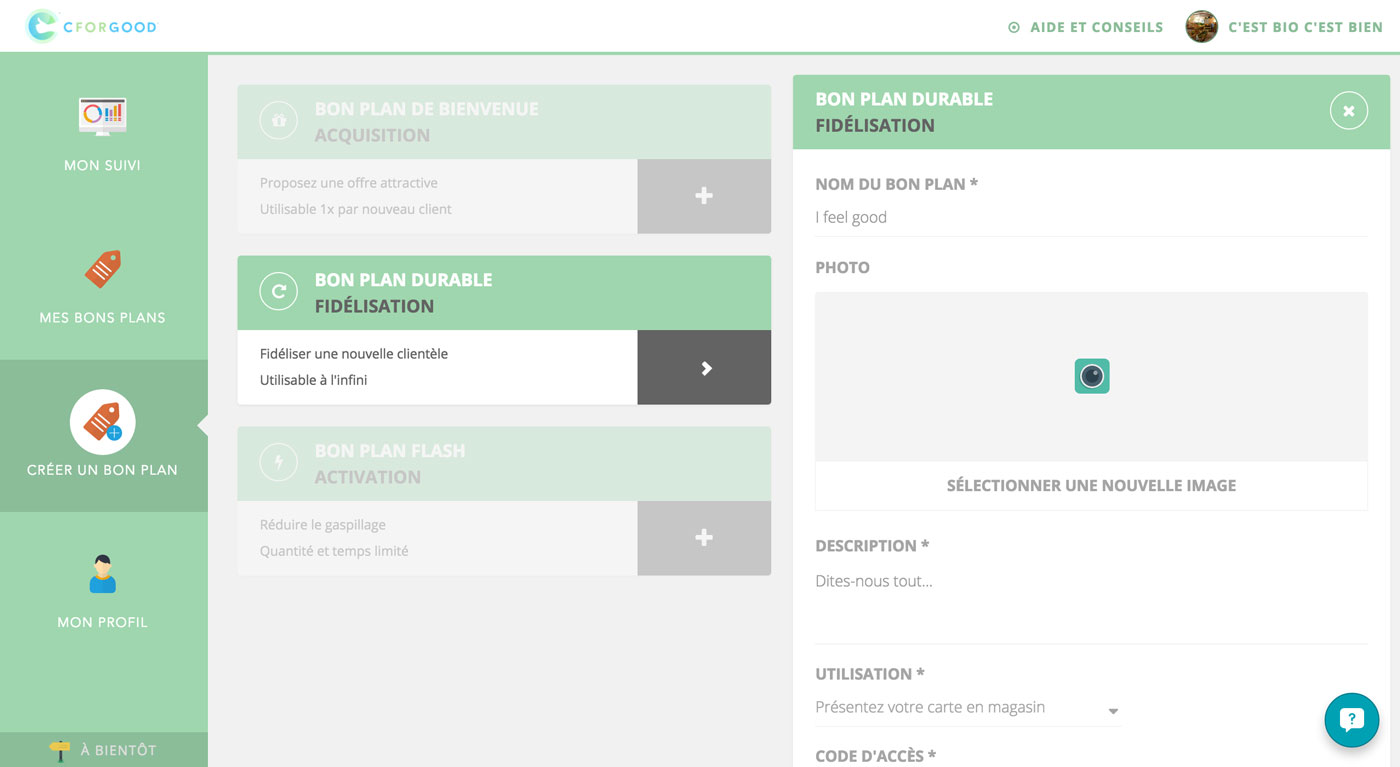 CFORGOOD
AIDE ET CONSEILS
C'EST BIO C'EST BIEN
MON SUIVI
MES BONS PLANS
CRÉER UN BON PLAN
MON PROFIL
À BIENTÔT
BON PLAN DE BIENVENUE
ACQUISITION
Proposez une offre attractive
Utilisable 1x par nouveau client
BON PLAN DURABLE
FIDÉLISATION
Fidéliser une nouvelle clientèle
Utilisable à l'infini
BON PLAN FLASH
ACTIVATION
Réduire le gaspillage
Quantité et temps limité
BON PLAN DURABLE
FIDÉLISATION
NOM DU BON PLAN *
I feel good
PHOTO
SÉLECTIONNER UNE NOUVELLE IMAGE
DESCRIPTION *
Dites-nous tout...
UTILISATION *
Présentez votre carte en magasin
CODE D'ACCÈS *